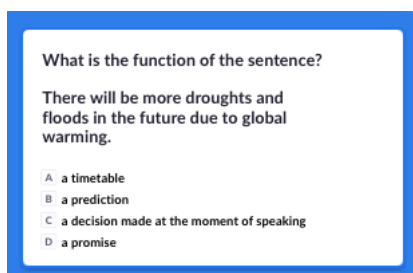 What is the function of the sentence?
There will be more droughts and
floods in the future due to global
warming.
A a timetable
B a prediction
C a decision made at the moment of speaking
D a promise